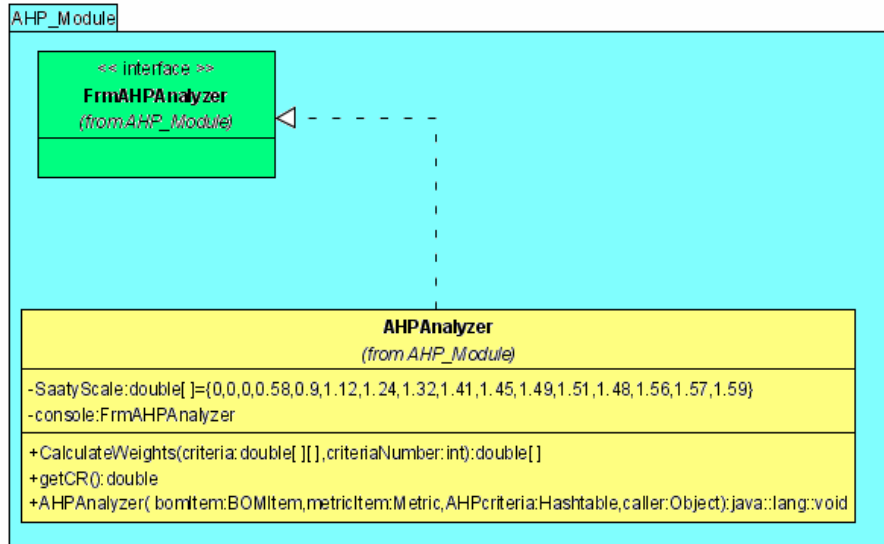 AHP_Module
<< interface >>
FrmAHPAnalyzer
(from AHP_Module)
AHPAnalyzer
(from AHP_Module)
-SaatyScale:double[ ]={0,0,0,0.58,0.9,1.12,1.24,1.32,1.41,1.45,1.49,1.51,1.48,1.56,1.57,1.59}
-console:FrmAHPAnalyzer
+CalculateWeights(criteria:double[ ][ ],criteriaNumber:int):double[ ]
+getCR():double
+AHPAnalyzer( bomItem:BOMItem,metricItem:Metric,AHPcriteria:Hashtable,caller:Object):java::lang::void